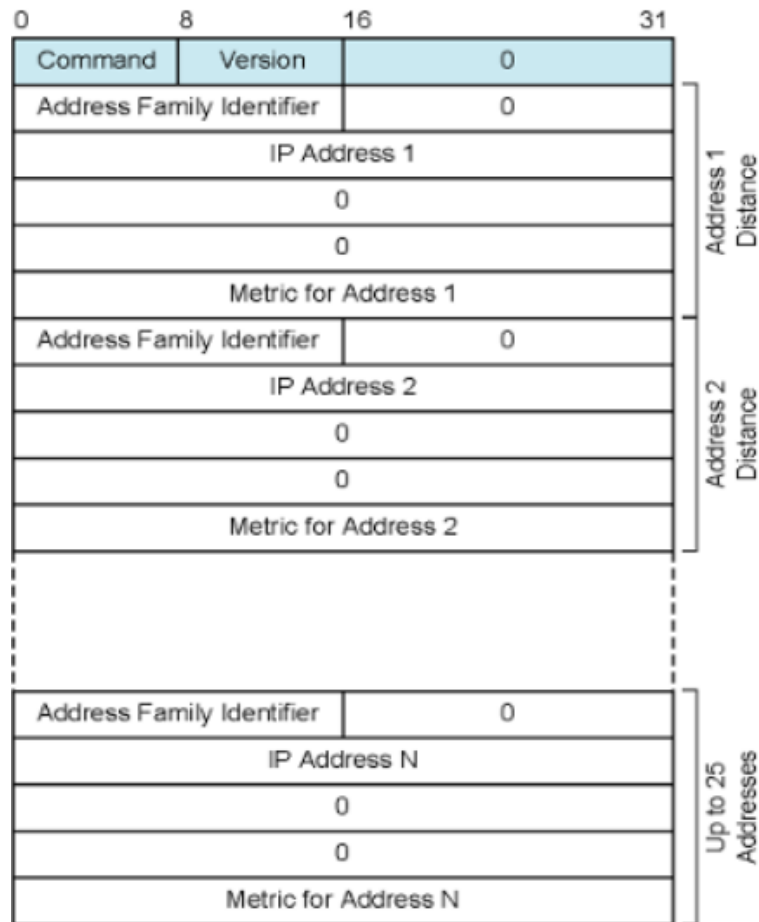 0 8 16 31
Command Version 0
Address Family Identifier 0
IP Address 1
0
0
Metric for Address 1
Address 1 Distance
Address Family Identifier 0
IP Address 2
0
0
Metric for Address 2
Address 2 Distance
Address Family Identifier 0
IP Address N
0
0
Metric for Address N
Up to 25 Addresses